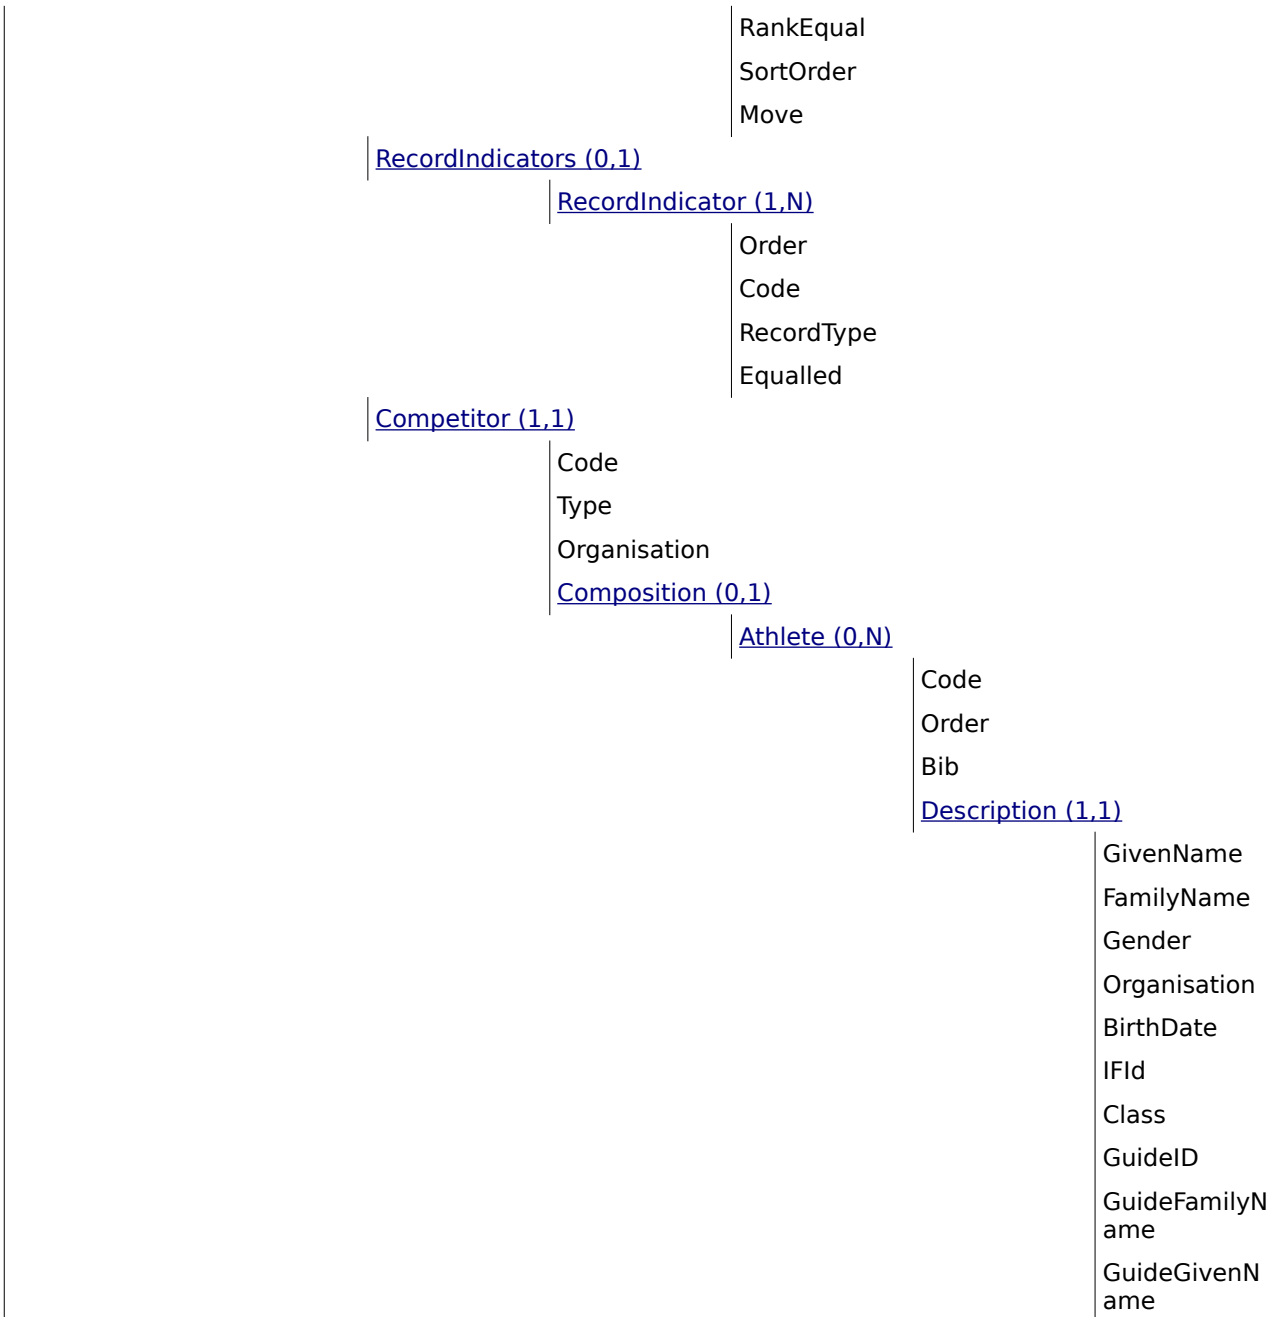 RankEqual
SortOrder
Move
RecordIndicators (0,1)
RecordIndicator (1,N)
Order
Code
RecordType
Equalled
Competitor (1,1)
Code
Type
Organisation
Composition (0,1)
Athlete (0,N)
Code
Order
Bib
Description (1,1)
GivenName
FamilyName
Gender
Organisation
BirthDate
IFId
Class
GuideID
GuideFamilyN
ame
GuideGivenN
ame